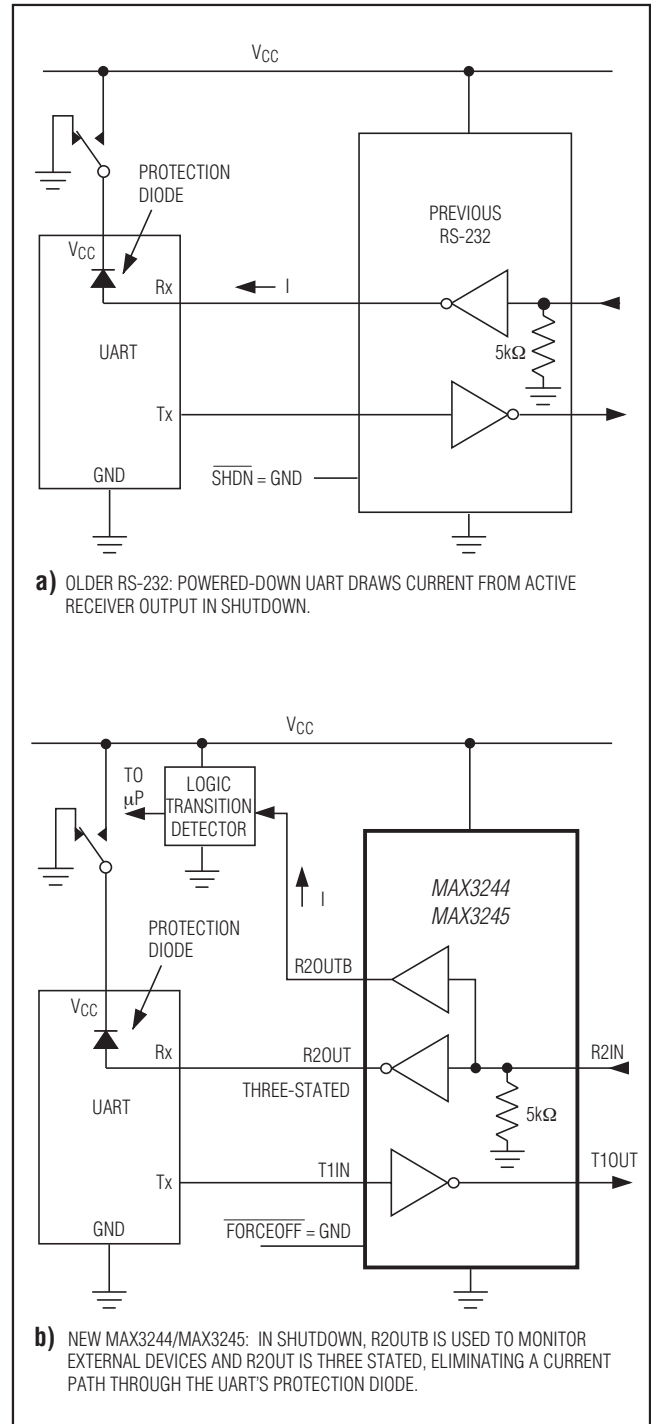 VCC
PROTECTION
DIODE
VCC
Rx
I
UART
Tx
GND
PREVIOUS
RS-232
5kΩ
SHDN = GND
a) OLDER RS-232: POWERED-DOWN UART DRAWS CURRENT FROM ACTIVE
RECEIVER OUTPUT IN SHUTDOWN.
VCC
TO
µP
LOGIC
TRANSITION
DETECTOR
I
MAX3244
MAX3245
PROTECTION
DIODE
R2OUTB
VCC
Rx
R2OUT
R2IN
THREE-STATED
UART
5kΩ
Tx
T1IN
T1OUT
GND
FORCEOFF = GND
b) NEW MAX3244/MAX3245: IN SHUTDOWN, R2OUTB IS USED TO MONITOR
EXTERNAL DEVICES AND R2OUT IS THREE STATED, ELIMINATING A CURRENT
PATH THROUGH THE UART'S PROTECTION DIODE.